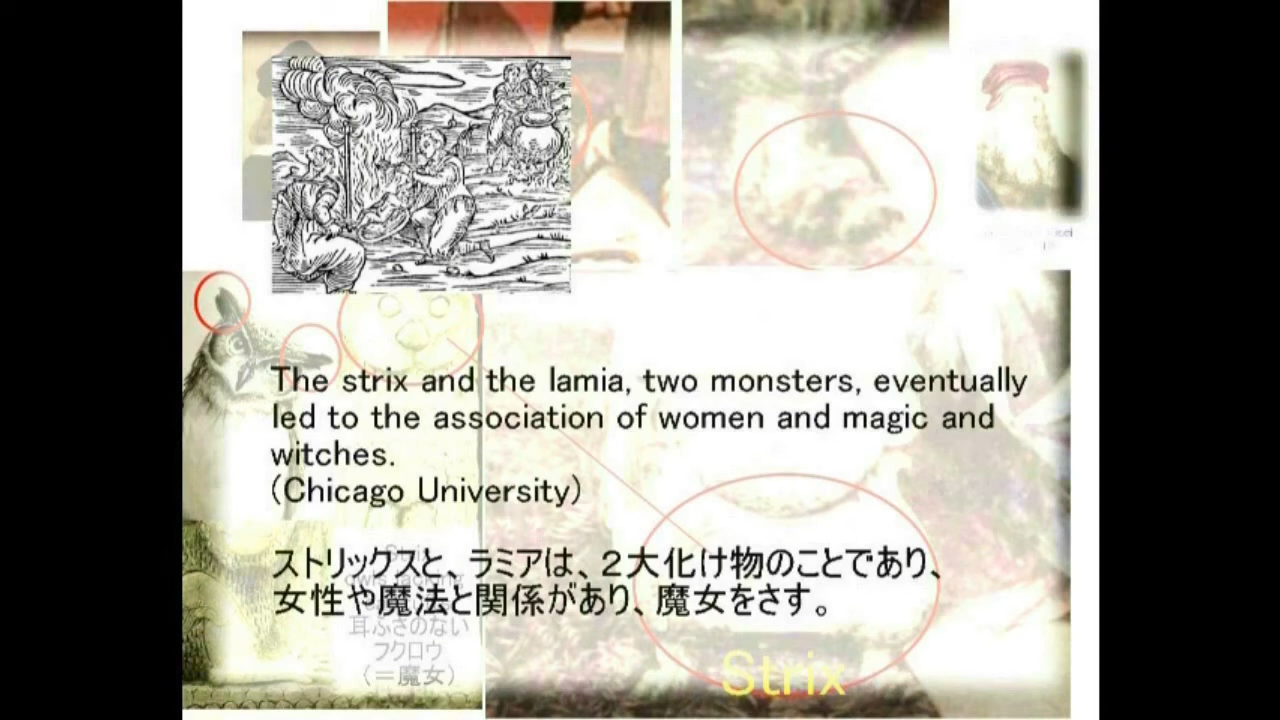 The strix and the lamia, two monsters, eventually
led to the association of women and magic and
witches.
(Chicago University)
ストリックスと、ラミアは、２大化け物のことであり、
女性や魔法と関係があり、魔女をさす。
耳ふさのない
フクロウ
（＝魔女）
Strix